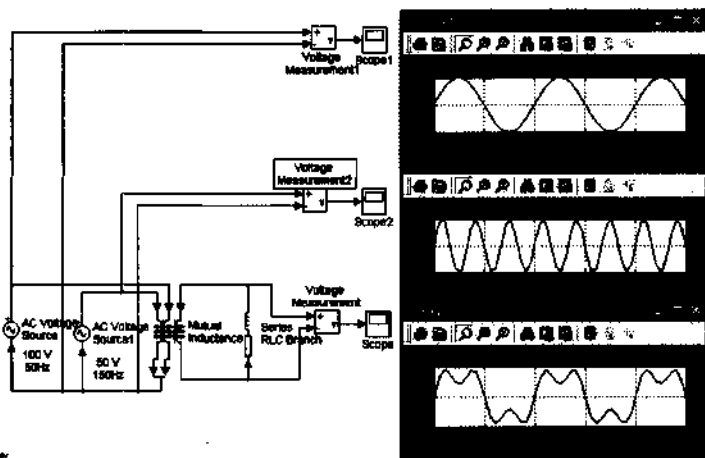 Voltage
Measurement1
Scope1
Voltage
Measurement2
Scope2
Voltage
Measurement
Scope
AC Voltage
Source
100 V
50Hz
AC Voltage
Source1
50 V
150Hz
Mutual
Inductance
Series
RLC Branch